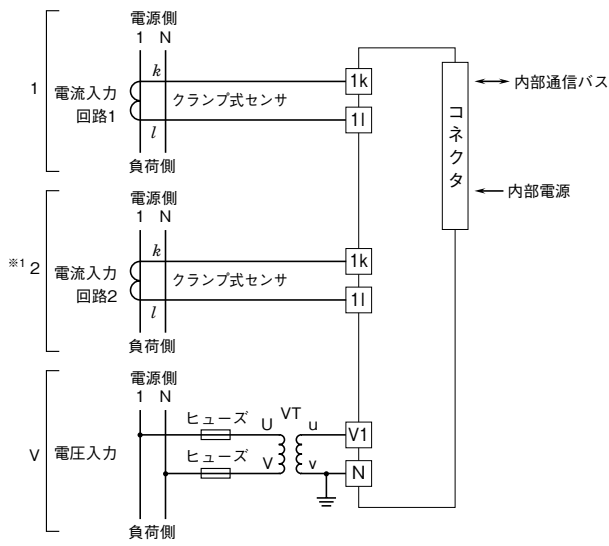 電源側
1 N
1
電流入力
回路1
k
l
クランプ式センサ
負荷側
1k
1l
コネクタ
内部通信バス
内部電源
電源側
1 N
※1 2
電流入力
回路2
k
l
クランプ式センサ
負荷側
1k
1l
電源側
1 N
V
電圧入力
ヒューズ
ヒューズ
U VT u
V v
V1
N
負荷側